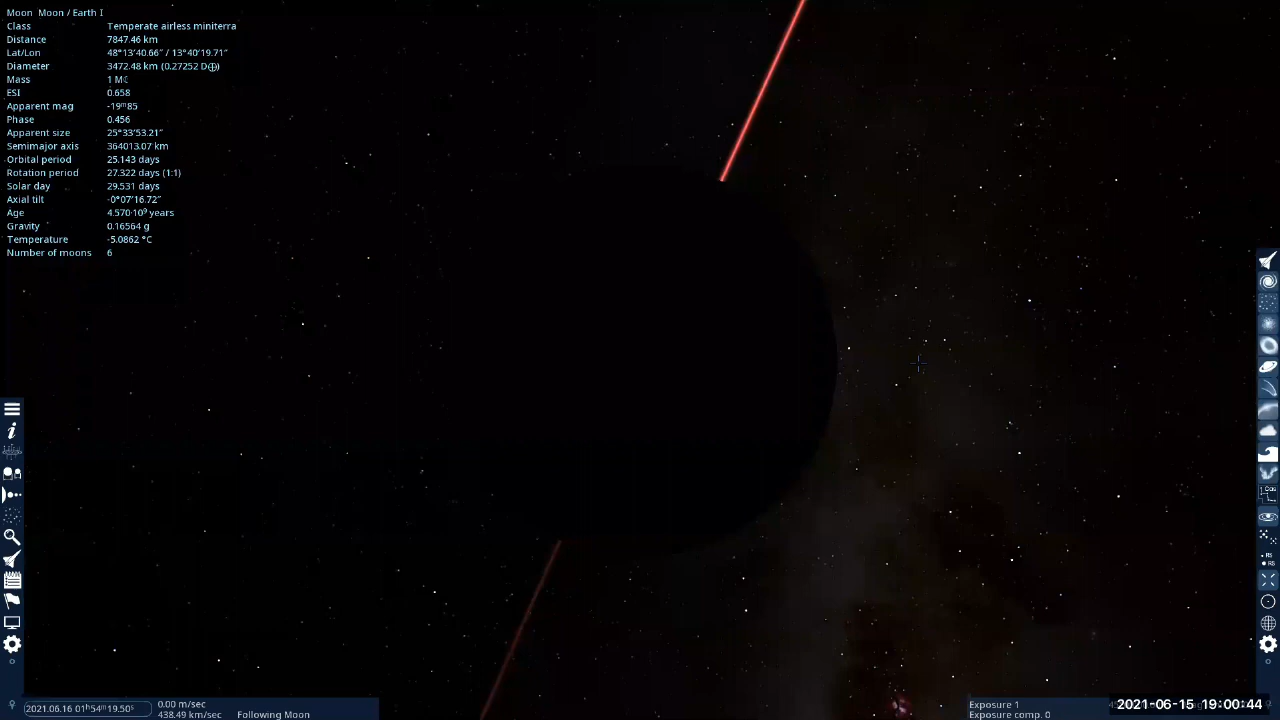 Moon Moon / Earth I
Class Temperate airless miniterra
Distance 7847.46 km
Lat/Lon 48°13′40.66″ / 13°40′19.71″
Diameter 3472.48 km (0.27252 D⊕)
Mass 1 M☾
ESI 0.658
Apparent mag -19ᵐ85
Phase 0.456
Apparent size 25°33′53.21″
Semimajor axis 364013.07 km
Orbital period 25.143 days
Rotation period 27.322 days (1:1)
Solar day 29.531 days
Axial tilt -0°07′16.72″
Age 4.570·10⁹ years
Gravity 0.16564 g
Temperature -5.0862 °C
Number of moons 6
2021.06.16 01ʰ54ᵐ19.50ˢ
0.00 m/sec
438.49 km/sec Following Moon
Exposure 1
Exposure comp. 0
2021-06-15 19:00:44